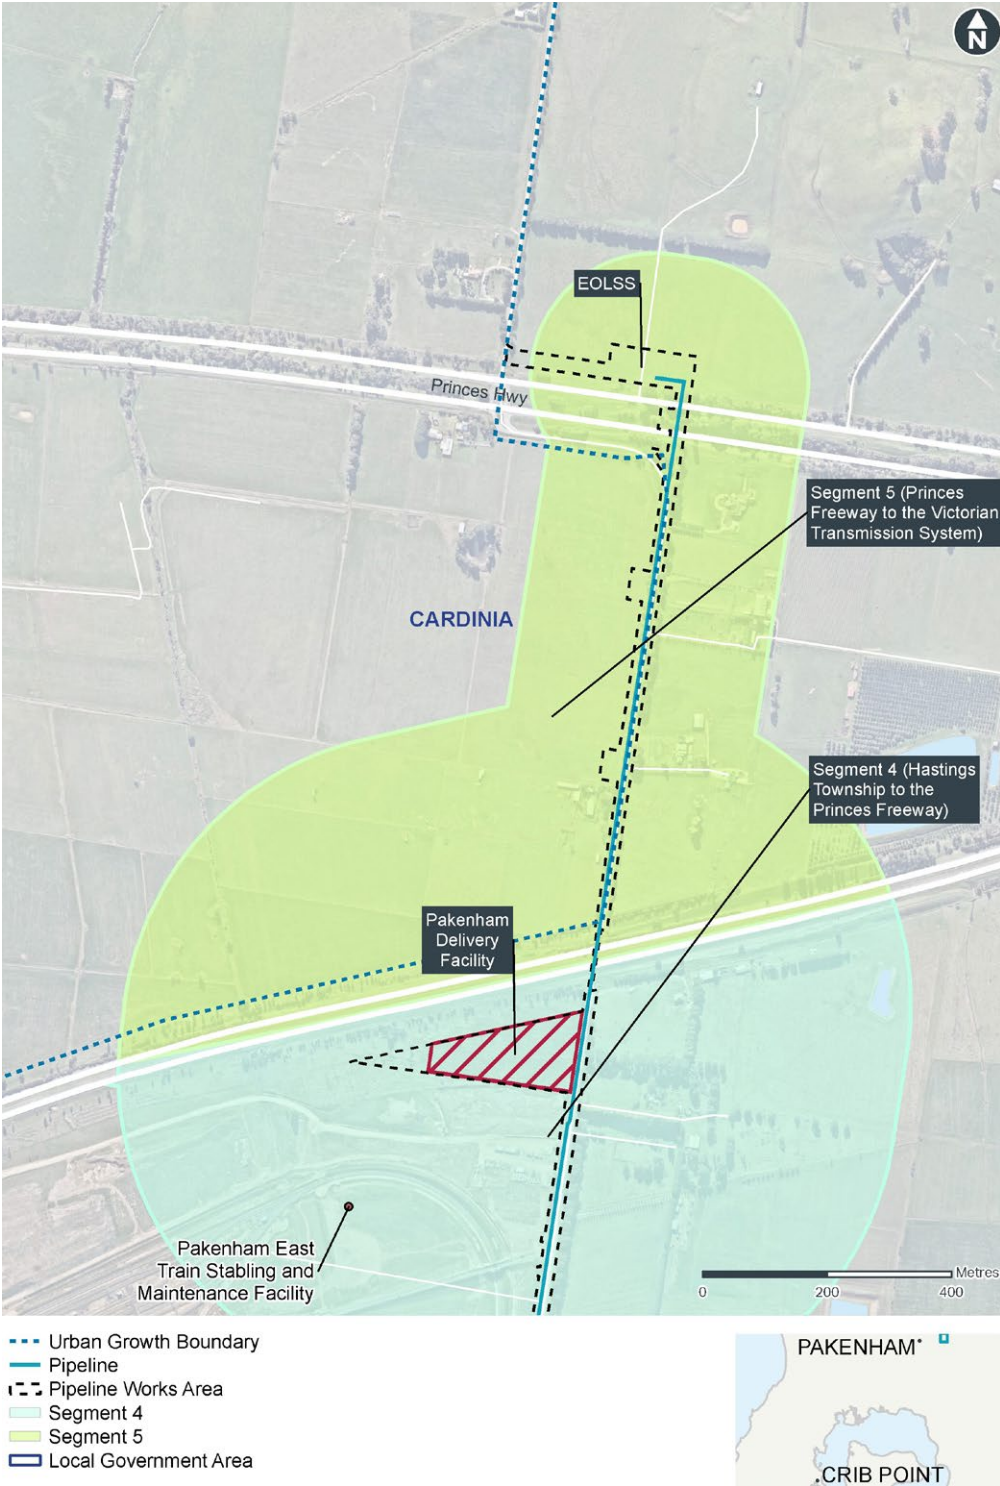 N
EOLSS
Princes Hwy
Segment 5 (Princes
Freeway to the Victorian
Transmission System)
CARDINIA
Segment 4 (Hastings
Township to the
Princes Freeway)
Pakenham
Delivery
Facility
Pakenham East
Train Stabling and
Maintenance Facility
Metres
0 200 400
Urban Growth Boundary
Pipeline
Pipeline Works Area
Segment 4
Segment 5
Local Government Area
PAKENHAM
CRIB POINT